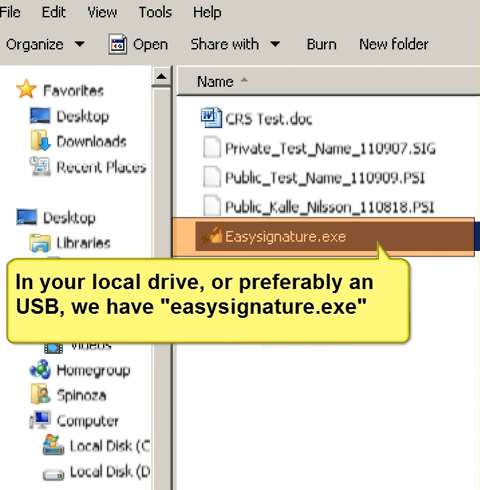 File Edit View Tools Help
Organize Open Share with Burn New folder
Favorites
Desktop
Downloads
Recent Places
Desktop
Libraries
Videos
Homegroup
Spinoza
Computer
Local Disk (C
Local Disk (D
Name
CRS Test.doc
Private_Test_Name_110907.SIG
Public_Test_Name_110909.PSI
Public_Kalle_Nilsson_110818.PSI
Easysignature.exe
In your local drive, or preferably an
USB, we have "easysignature.exe"